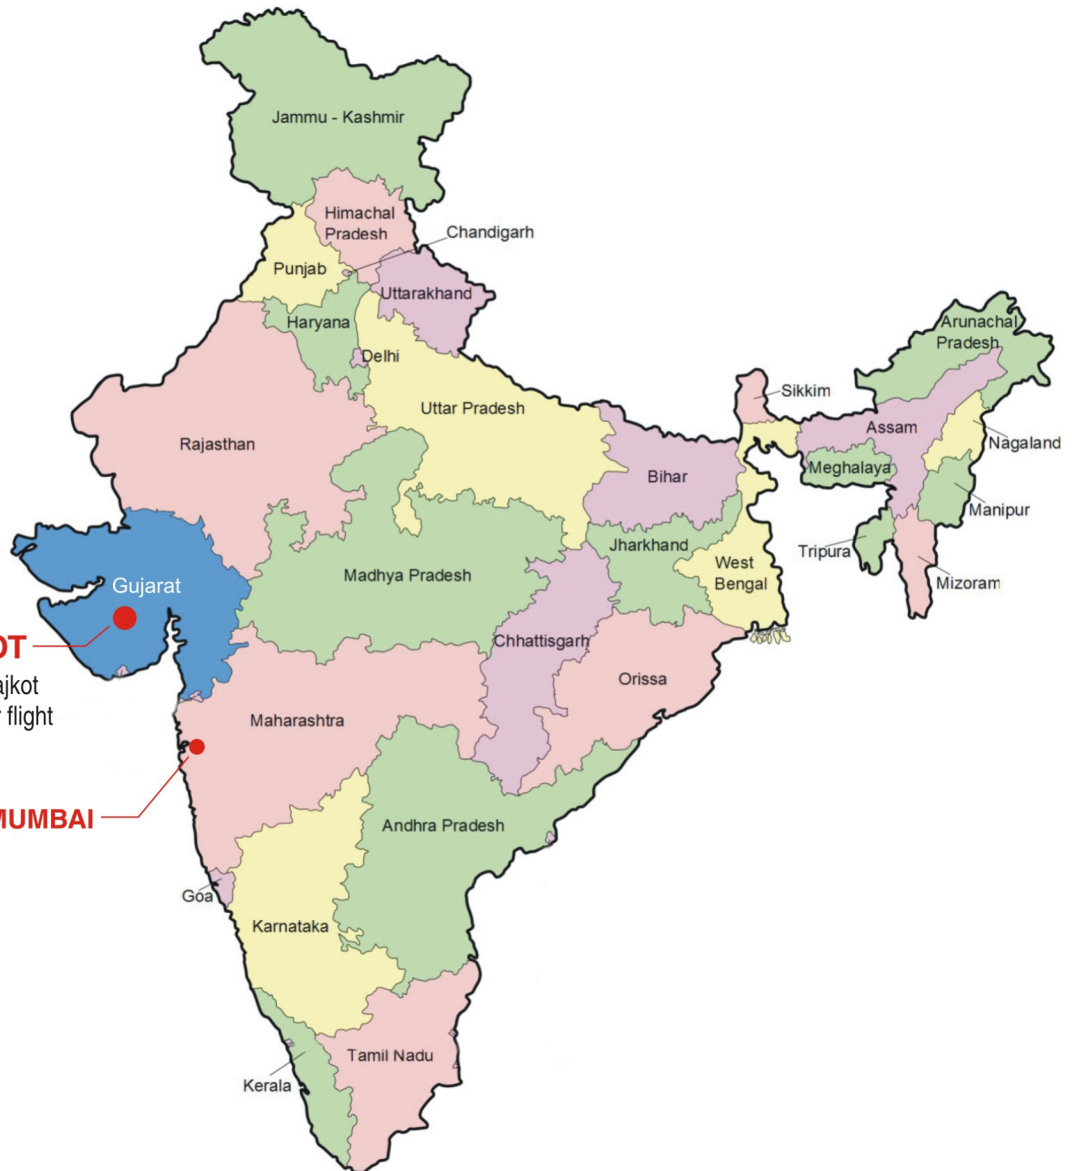 Jammu - Kashmir
Himachal
Pradesh
Chandigarh
Punjab
Uttarakhand
Haryana
Delhi
Arunachal
Pradesh
Sikkim
Uttar Pradesh
Assam
Nagaland
Rajasthan
Bihar
Meghalaya
Manipur
Jharkhand
Tripura
West
Bengal
Madhya Pradesh
Mizoram
Gujarat
Chhattisgarh
OT
ajkot
flight
Orissa
Maharashtra
MUMBAI
Andhra Pradesh
Goa
Karnataka
Tamil Nadu
Kerala